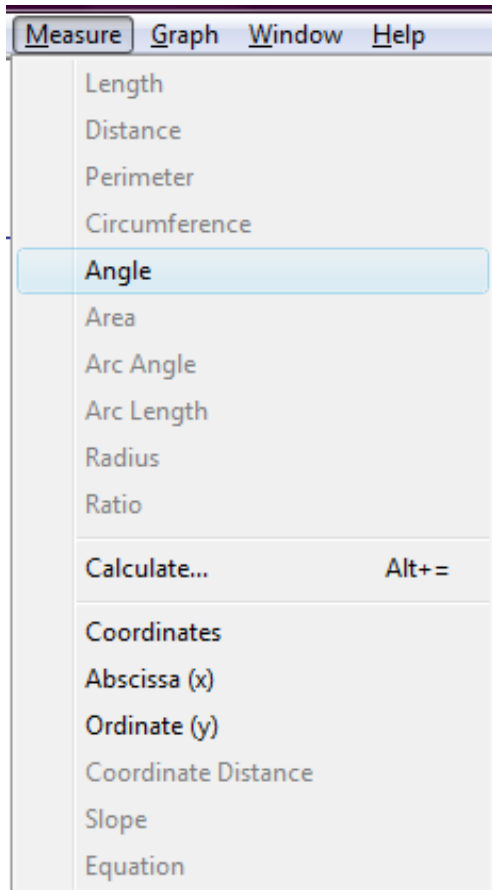 Measure Graph Window Help
Length
Distance
Perimeter
Circumference
Angle
Area
Arc Angle
Arc Length
Radius
Ratio
Calculate... Alt+=
Coordinates
Abscissa (x)
Ordinate (y)
Coordinate Distance
Slope
Equation